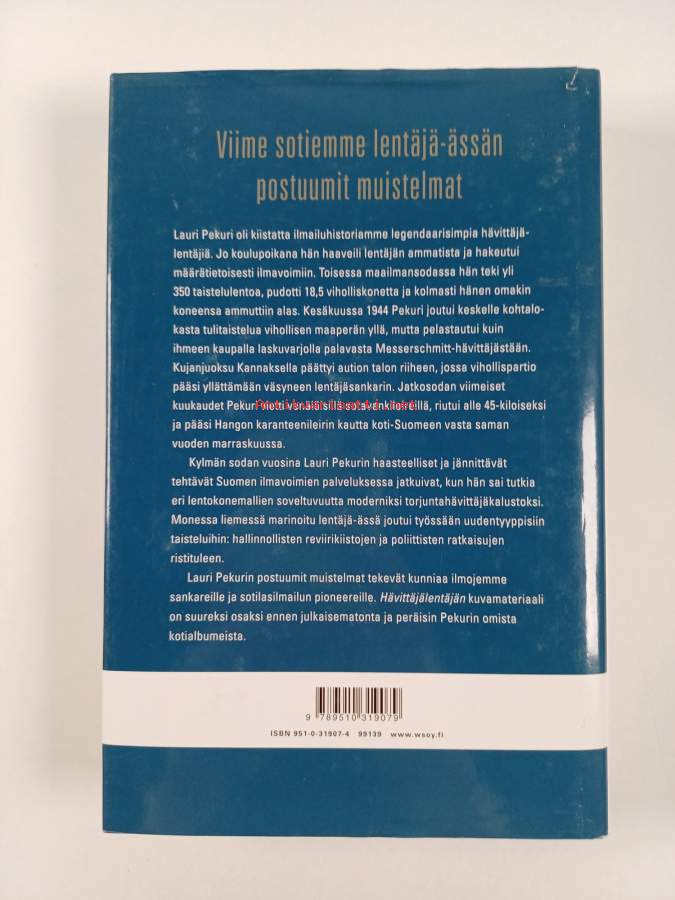 Viime sotiemme lentäjä-ässän
postuumit muistelmat
Lauri Pekuri oli kiistatta ilmailuhistoriamme legendaarisimpia hävittäjä-
lentäjiä. Jo koulupoikana hän haaveili lentäjän ammatista ja hakeutui
määrätietoisesti ilmavoimiin. Toisessa maailmansodassa hän teki yli
350 taistelulentoa, pudotti 18,5 viholliskonetta ja kolmasti hänen omakin
koneensa ammuttiin alas. Kesäkuussa 1944 Pekuri joutui keskelle kohtalo-
kasta tulitaistelua vihollisen maaperän yllä, mutta pelastautui kuin
ihmeen kaupalla laskuvarjolla palavasta Messerschmitt-hävittäjästään.
Kujanjuoksu Kannaksella päättyi aution talon riiheen, jossa vihollispartio
pääsi yllättämään väsyneen lentäjäsankarin. Jatkosodan viimeiset
kuukaudet Pekuri vietti venäläisillä sotavankileireillä, riutui alle 45-kiloiseksi
ja pääsi Hangon karanteenileirin kautta koti-Suomeen vasta saman
vuoden marraskuussa.
Kylmän sodan vuosina Lauri Pekurin haasteelliset ja jännittävät
tehtävät Suomen ilmavoimien palveluksessa jatkuivat, kun hän sai tutkia
eri lentokonemallien soveltuvuutta moderniksi torjuntahävittäjäkalustoksi.
Monessa liemessä marinoitu lentäjä-ässä joutui työssään uudentyyppisiin
taisteluihin: hallinnollisten reviirikiistojen ja poliittisten ratkaisujen
ristituleen.
Lauri Pekurin postuumit muistelmat tekevät kunniaa ilmojemme
sankareille ja sotilasilmailun pioneereille. Hävittäjälentäjän kuvamateriaali
on suureksi osaksi ennen julkaisematonta ja peräisin Pekurin omista
kotialbumeista.
9 789510 319079
ISBN 951-0-31907-4 99139 www.wsoy.fi